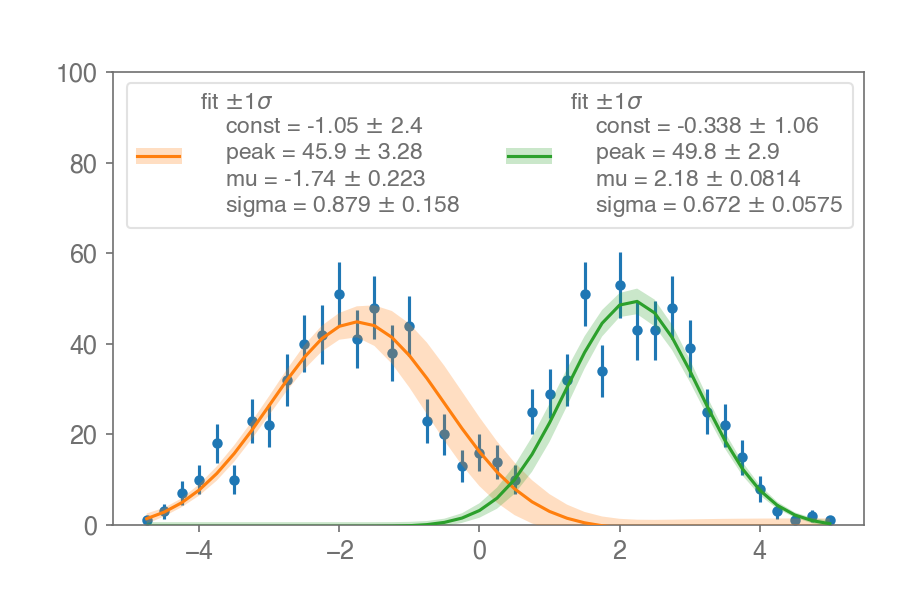 100
80
60
40
20
0
fit ±1σ
const = -1.05 ± 2.4
peak = 45.9 ± 3.28
mu = -1.74 ± 0.223
sigma = 0.879 ± 0.158
fit ±1σ
const = -0.338 ± 1.06
peak = 49.8 ± 2.9
mu = 2.18 ± 0.0814
sigma = 0.672 ± 0.0575
−4 −2 0 2 4